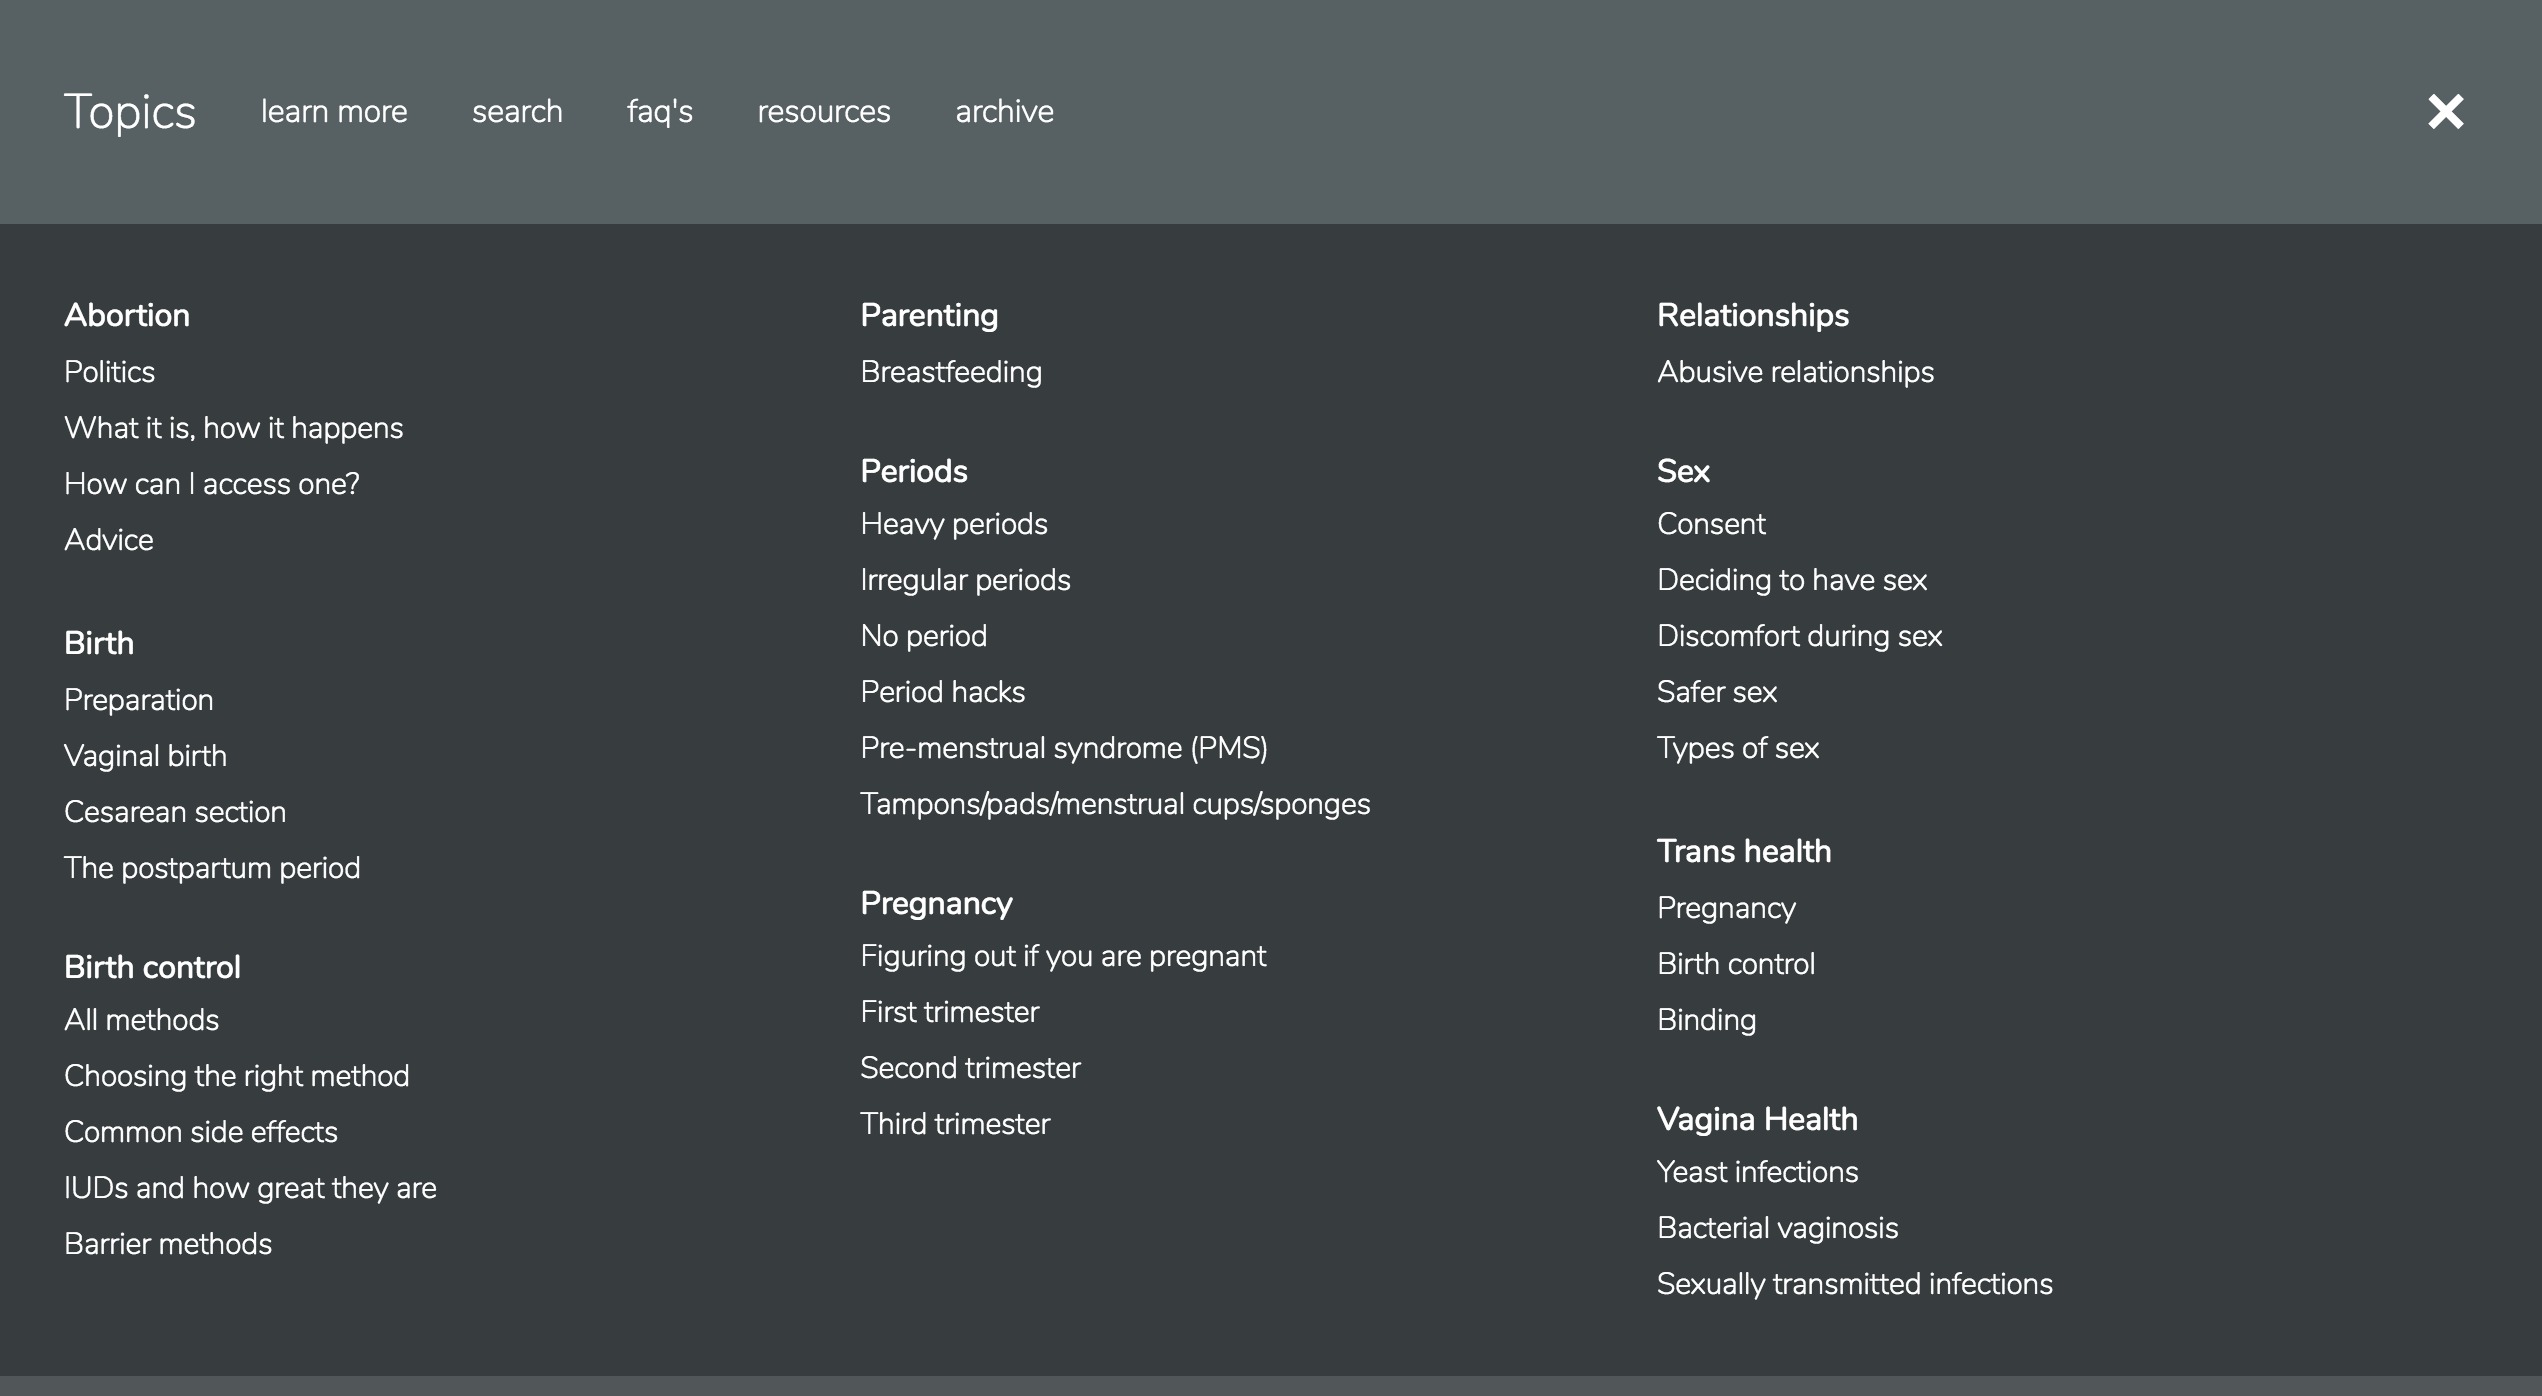 Topics
learn more
search
faq's
resources
archive
Abortion
Politics
What it is, how it happens
How can I access one?
Advice
Birth
Preparation
Vaginal birth
Cesarean section
The postpartum period
Birth control
All methods
Choosing the right method
Common side effects
IUDs and how great they are
Barrier methods
Parenting
Breastfeeding
Periods
Heavy periods
Irregular periods
No period
Period hacks
Pre-menstrual syndrome (PMS)
Tampons/pads/menstrual cups/sponges
Pregnancy
Figuring out if you are pregnant
First trimester
Second trimester
Third trimester
Relationships
Abusive relationships
Sex
Consent
Deciding to have sex
Discomfort during sex
Safer sex
Types of sex
Trans health
Pregnancy
Birth control
Binding
Vagina Health
Yeast infections
Bacterial vaginosis
Sexually transmitted infections